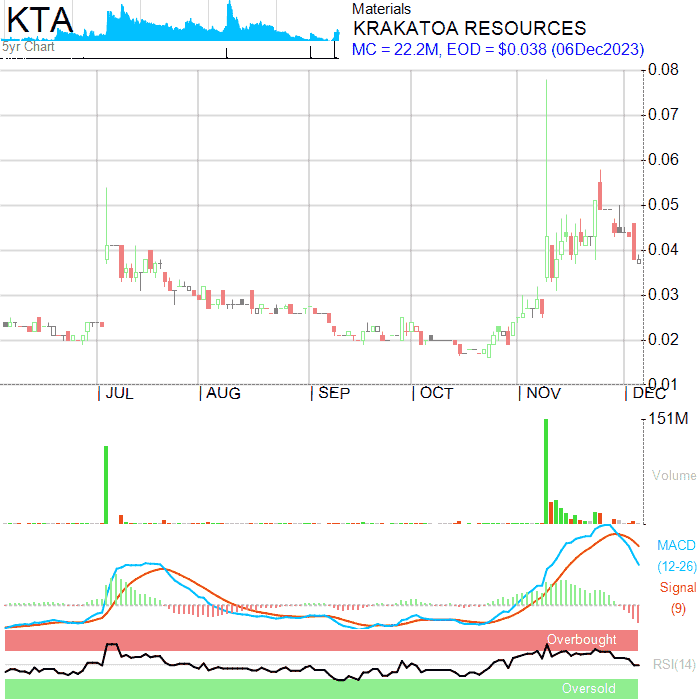 KTA
5yr Chart
Materials
KRAKATOA RESOURCES
MC = 22.2M, EOD = $0.038 (06Dec2023)
0.08
0.07
0.06
0.05
0.04
0.03
0.02
0.01
JUL AUG SEP OCT NOV DEC
151M
Volume
MACD
(12-26)
Signal
(9)
Overbought
RSI(14)
Oversold